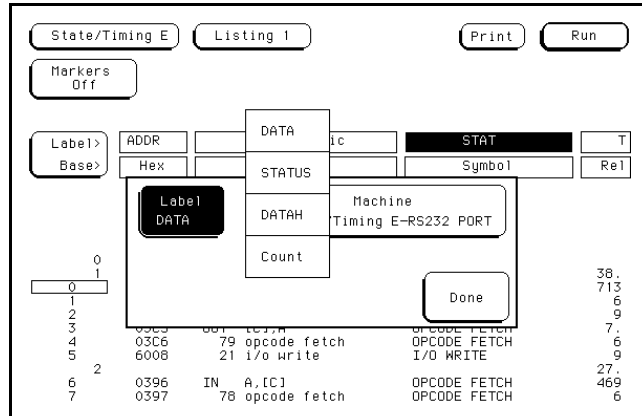 State/Timing E Listing 1 Print Run
Markers
Off
Label> ADDR ic STAT T
Base> Hex Symbol Rel
DATA
STATUS
DATAH
Count
Label
DATA
Machine
/Timing E-RS232 PORT
Done
0
1 38.
0 713
1 6
2 9
3 [C],A OPCODE FETCH 7.
4 03C6 79 opcode fetch OPCODE FETCH 6
5 6008 21 i/o write I/O WRITE 9
2 27.
6 0396 IN A,[C] OPCODE FETCH 469
7 0397 78 opcode fetch OPCODE FETCH 6